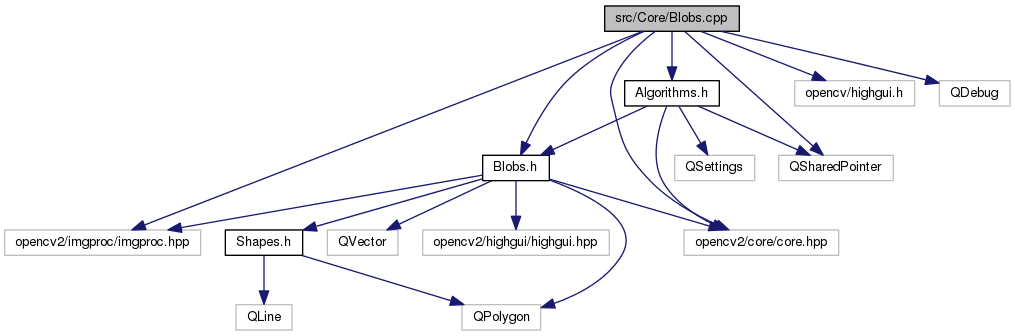 src/Core/Blobs.cpp
Algorithms.h
opencv/highgui.h
QDebug
Blobs.h
QSettings
QSharedPointer
opencv2/imgproc/imgproc.hpp
Shapes.h
QVector
opencv2/highgui/highgui.hpp
opencv2/core/core.hpp
QLine
QPolygon